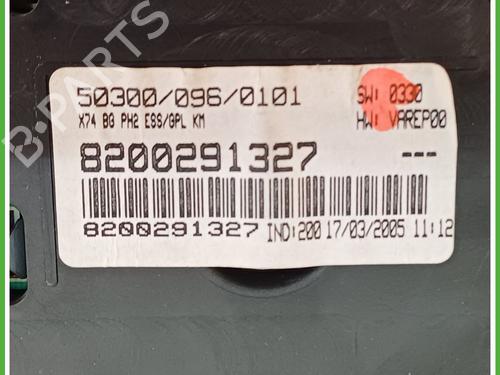 B-PARTS
50300/096/0101
SW: 0330
X74 BG PH2 ESS/GPL KM
HW: VAREP00
8200291327 ---
8200291327 IND:200 17/03/2005 11:12